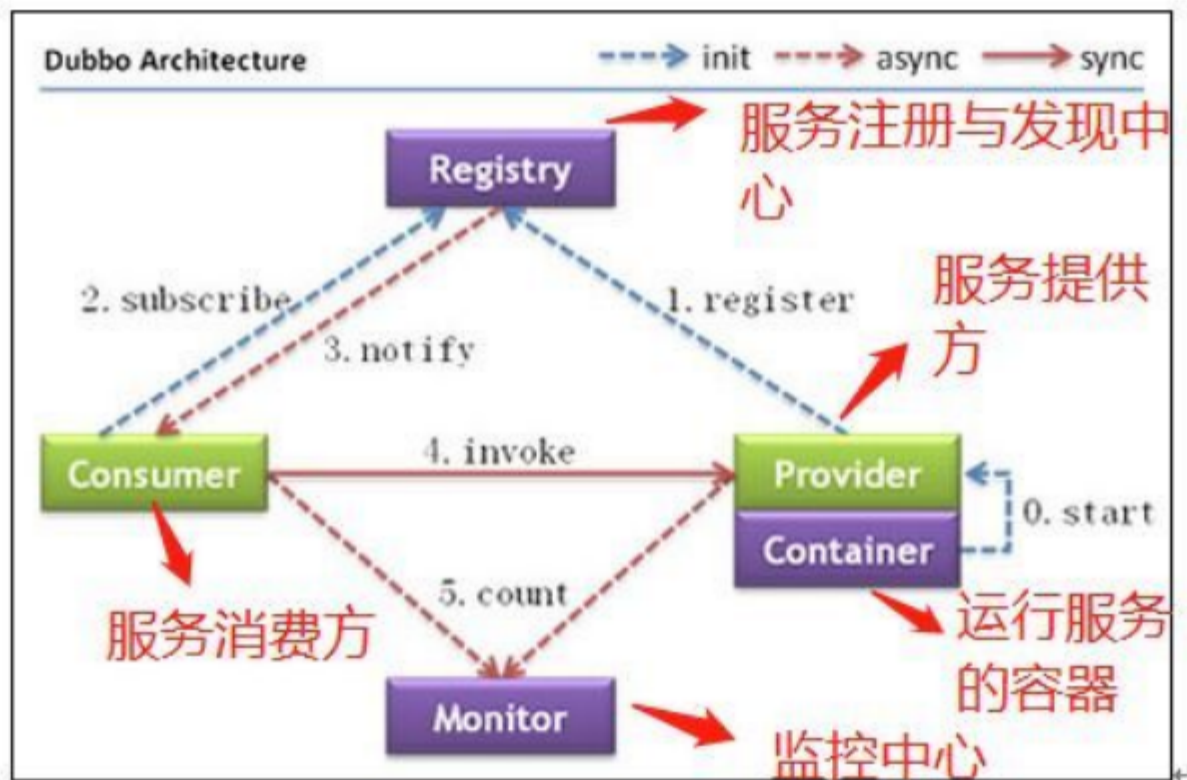 Dubbo Architecture
init
async
sync
服务注册与发现中
心
Registry
2. subscribe
1. register
服务提供
方
3. notify
Consumer
4. invoke
Provider
0. start
Container
5. count
服务消费方
运行服务
的容器
Monitor
监控中心